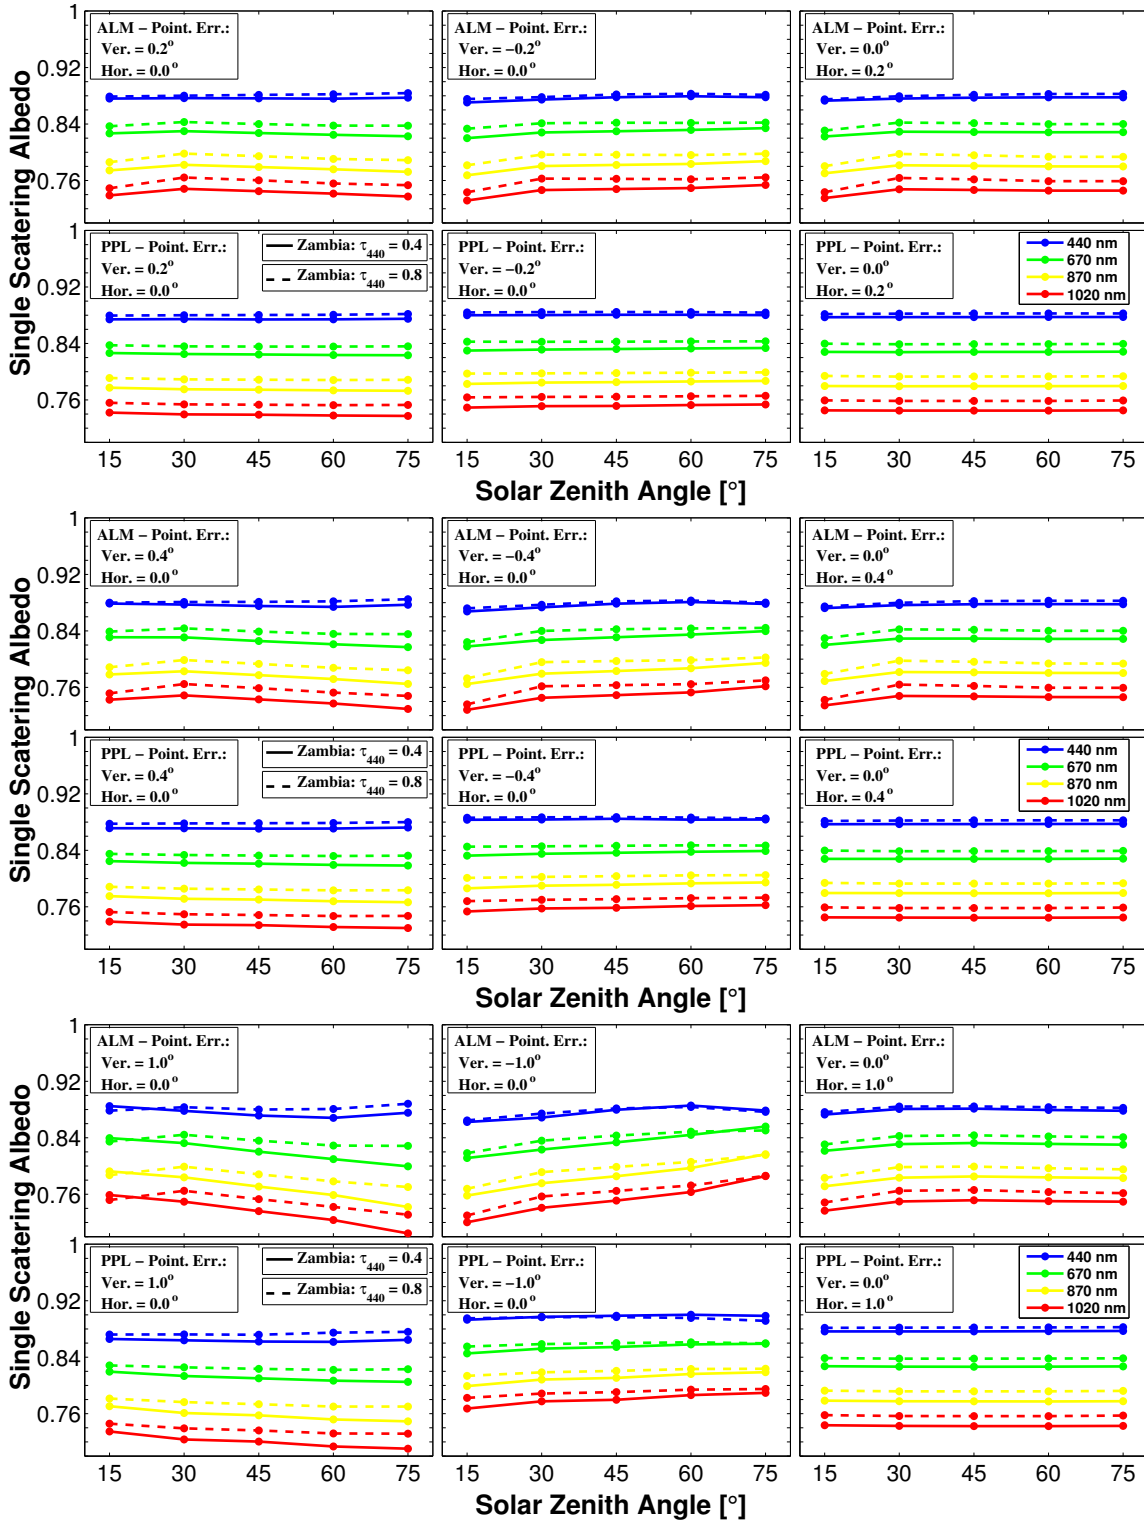 Single Scatering Albedo
1
0.92
0.84
0.76
ALM − Point. Err.:
Ver. = 0.2°
Hor. = 0.0°
ALM − Point. Err.:
Ver. = −0.2°
Hor. = 0.0°
ALM − Point. Err.:
Ver. = 0.0°
Hor. = 0.2°
0.92
0.84
0.76
PPL − Point. Err.:
Ver. = 0.2°
Hor. = 0.0°
Zambia: τ440 = 0.4
Zambia: τ440 = 0.8
PPL − Point. Err.:
Ver. = −0.2°
Hor. = 0.0°
PPL − Point. Err.:
Ver. = 0.0°
Hor. = 0.2°
440 nm
670 nm
870 nm
1020 nm
15 30 45 60 75 15 30 45 60 75 15 30 45 60 75
Solar Zenith Angle [°]
Single Scatering Albedo
1
0.92
0.84
0.76
ALM − Point. Err.:
Ver. = 0.4°
Hor. = 0.0°
ALM − Point. Err.:
Ver. = −0.4°
Hor. = 0.0°
ALM − Point. Err.:
Ver. = 0.0°
Hor. = 0.4°
1
0.92
0.84
0.76
PPL − Point. Err.:
Ver. = 0.4°
Hor. = 0.0°
Zambia: τ440 = 0.4
Zambia: τ440 = 0.8
PPL − Point. Err.:
Ver. = −0.4°
Hor. = 0.0°
PPL − Point. Err.:
Ver. = 0.0°
Hor. = 0.4°
440 nm
670 nm
870 nm
1020 nm
15 30 45 60 75 15 30 45 60 75 15 30 45 60 75
Solar Zenith Angle [°]
Single Scatering Albedo
1
0.92
0.84
0.76
ALM − Point. Err.:
Ver. = 1.0°
Hor. = 0.0°
ALM − Point. Err.:
Ver. = −1.0°
Hor. = 0.0°
ALM − Point. Err.:
Ver. = 0.0°
Hor. = 1.0°
1
0.92
0.84
0.76
PPL − Point. Err.:
Ver. = 1.0°
Hor. = 0.0°
Zambia: τ440 = 0.4
Zambia: τ440 = 0.8
PPL − Point. Err.:
Ver. = −1.0°
Hor. = 0.0°
PPL − Point. Err.:
Ver. = 0.0°
Hor. = 1.0°
440 nm
670 nm
870 nm
1020 nm
15 30 45 60 75 15 30 45 60 75 15 30 45 60 75
Solar Zenith Angle [°]